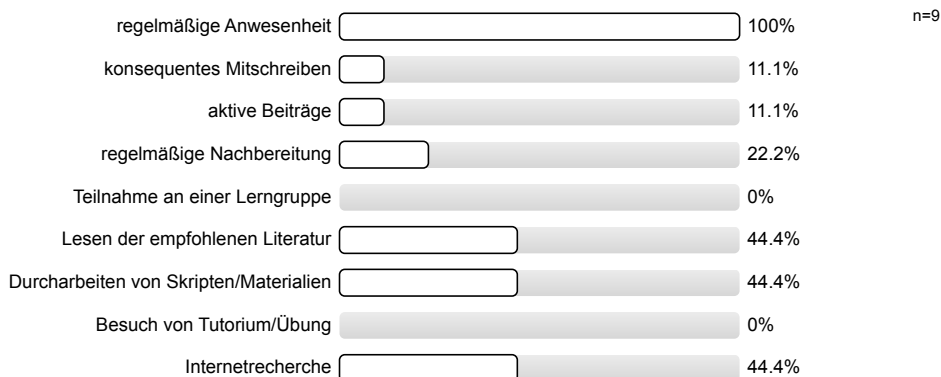 regelmäßige Anwesenheit 100% n=9
konsequentes Mitschreiben 11.1%
aktive Beiträge 11.1%
regelmäßige Nachbereitung 22.2%
Teilnahme an einer Lerngruppe 0%
Lesen der empfohlenen Literatur 44.4%
Durcharbeiten von Skripten/Materialien 44.4%
Besuch von Tutorium/Übung 0%
Internetrecherche 44.4%